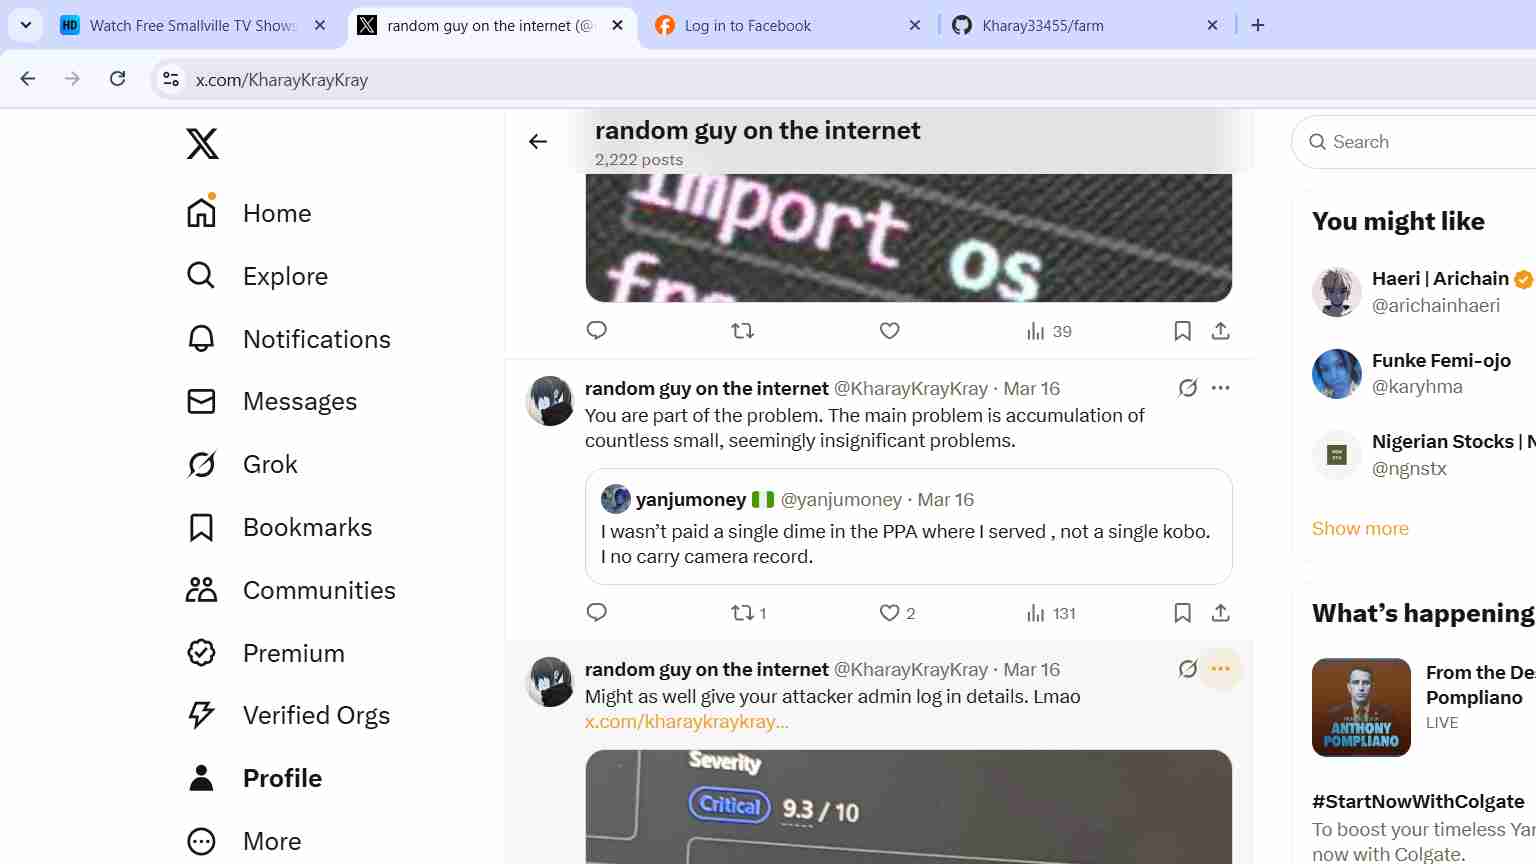 HD Watch Free Smallville TV Shows
random guy on the internet (@
Log in to Facebook
Kharay33455/farm
x.com/KharayKrayKray
Home
Explore
Notifications
Messages
Grok
Bookmarks
Communities
Premium
Verified Orgs
Profile
More
random guy on the internet
2,222 posts
import os
39
random guy on the internet @KharayKrayKray · Mar 16
You are part of the problem. The main problem is accumulation of
countless small, seemingly insignificant problems.
yanjumoney 🇳🇬 @yanjumoney · Mar 16
I wasn’t paid a single dime in the PPA where I served , not a single kobo.
I no carry camera record.
1 2 131
random guy on the internet @KharayKrayKray · Mar 16
Might as well give your attacker admin log in details. Lmao
x.com/kharaykraykray...
Severity
Critical 9.3 / 10
Search
You might like
Haeri | Arichain
@arichainhaeri
Funke Femi-ojo
@karyhma
Nigerian Stocks | N
@ngnstx
Show more
What’s happening
From the De
Pompliano
LIVE
ANTHONY
POMPLIANO
#StartNowWithColgate
To boost your timeless Yar
now with Colgate.